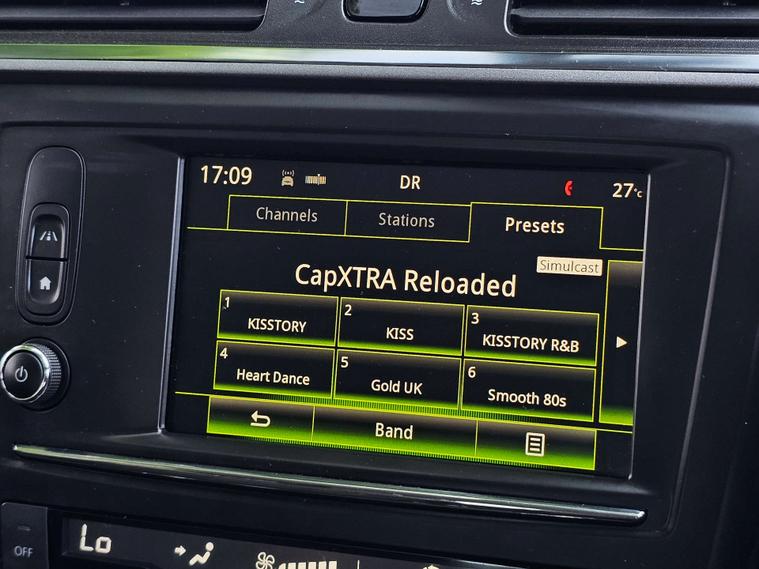 17:09 DR 27°C
Channels Stations Presets
Simulcast
CapXTRA Reloaded
1 KISSTORY 2 KISS 3 KISSTORY R&B
4 Heart Dance 5 Gold UK 6 Smooth 80s
Band
OFF Lo